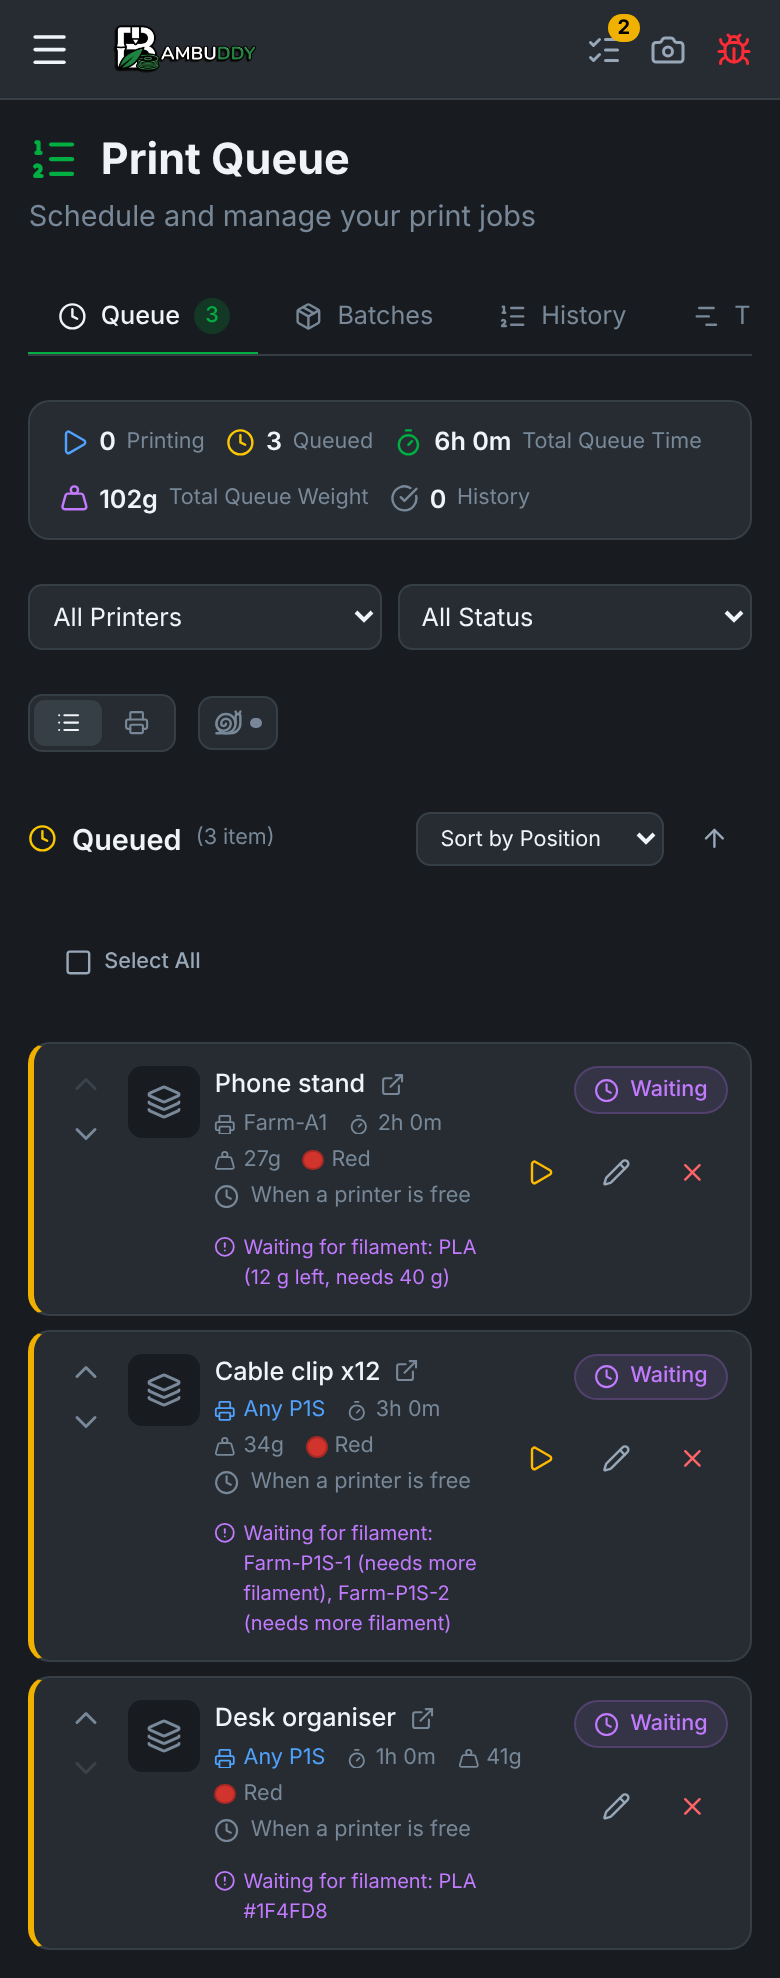 2
BAMBUDDY
Print Queue
Schedule and manage your print jobs
Queue 3 Batches History T
0 Printing 3 Queued 6h 0m Total Queue Time
102g Total Queue Weight 0 History
All Printers All Status
Queued (3 item) Sort by Position
Select All
Phone stand Waiting
Farm-A1 2h 0m
27g Red
When a printer is free
Waiting for filament: PLA
(12 g left, needs 40 g)
Cable clip x12 Waiting
Any P1S 3h 0m
34g Red
When a printer is free
Waiting for filament:
Farm-P1S-1 (needs more
filament), Farm-P1S-2
(needs more filament)
Desk organiser Waiting
Any P1S 1h 0m 41g
Red
When a printer is free
Waiting for filament: PLA
#1F4FD8